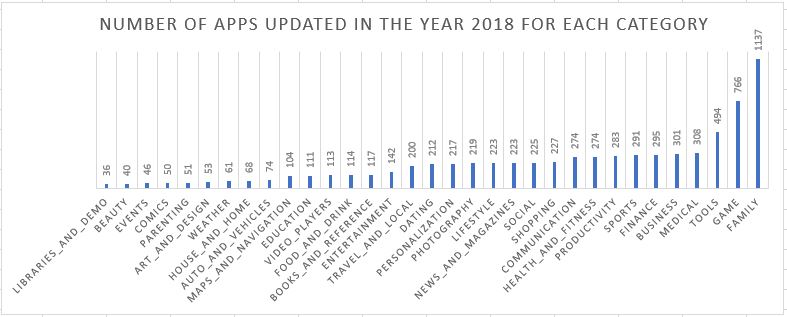 NUMBER OF APPS UPDATED IN THE YEAR 2018 FOR EACH CATEGORY
36
40
46
50
51
53
61
68
74
104
111
113
114
117
142
200
212
217
219
223
223
225
227
274
274
283
291
295
301
308
494
766
1137
LIBRARIES_AND_DEMO
BEAUTY
EVENTS
COMICS
PARENTING
ART_AND_DESIGN
WEATHER
HOUSE_AND_HOME
AUTO_AND_VEHICLES
MAPS_AND_NAVIGATION
EDUCATION
VIDEO_PLAYERS
FOOD_AND_DRINK
BOOKS_AND_REFERENCE
ENTERTAINMENT
TRAVEL_AND_LOCAL
DATING
PERSONALIZATION
PHOTOGRAPHY
LIFESTYLE
NEWS_AND_MAGAZINES
SOCIAL
SHOPPING
COMMUNICATION
HEALTH_AND_FITNESS
PRODUCTIVITY
SPORTS
FINANCE
BUSINESS
MEDICAL
TOOLS
GAME
FAMILY